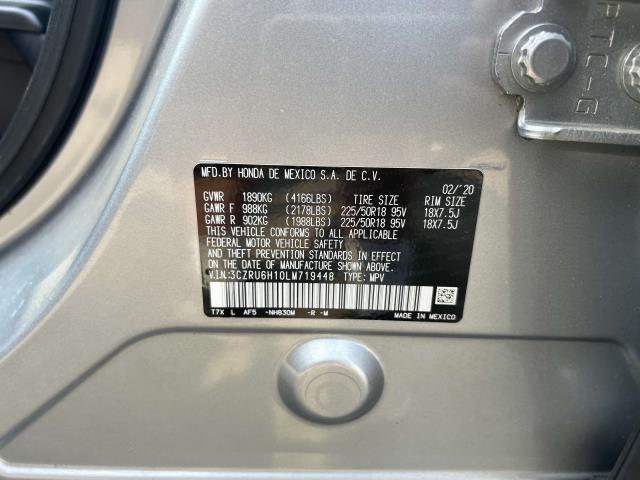 PTC-G
MFD.BY HONDA DE MEXICO S.A. DE C.V. 02/'20
GVWR 1890KG (4166LBS) TIRE SIZE RIM SIZE
GAWR F 988KG (2178LBS) 225/50R18 95V 18X7.5J
GAWR R 902KG (1988LBS) 225/50R18 95V 18X7.5J
THIS VEHICLE CONFORMS TO ALL APPLICABLE
FEDERAL MOTOR VEHICLE SAFETY
AND THEFT PREVENTION STANDARDS IN EFFECT
ON THE DATE OF MANUFACTURE SHOWN ABOVE.
V.I.N:3CZRU6H10LM719448 TYPE: MPV
T7X L AF5 -NH830M -R -M MADE IN MEXICO